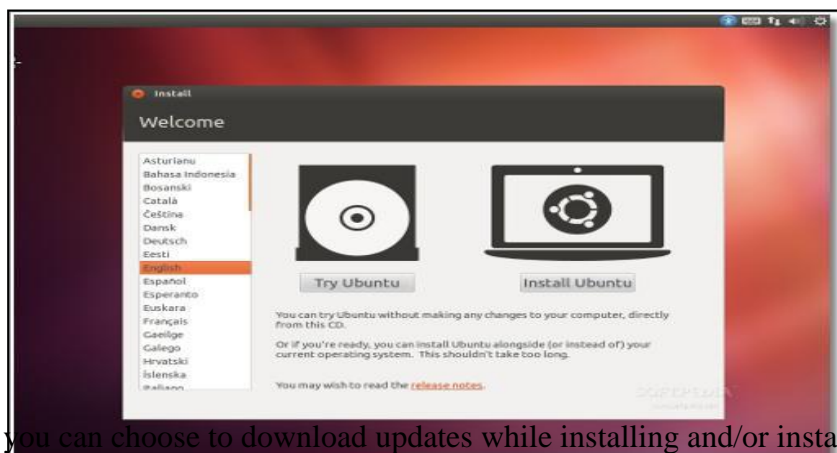 Install
Welcome
Asturianu
Bahasa Indonesia
Bosanski
Català
Čeština
Dansk
Deutsch
Eesti
English
Español
Esperanto
Euskara
Français
Gaeilge
Galego
Hrvatski
Íslenska
Italiano
Try Ubuntu
Install Ubuntu
You can try Ubuntu without making any changes to your computer, directly
from this CD.
Or if you're ready, you can install Ubuntu alongside (or instead of) your
current operating system. This shouldn't take too long.
You may wish to read the release notes.
SOFTPEDIA
you can choose to download updates while installing and/or insta